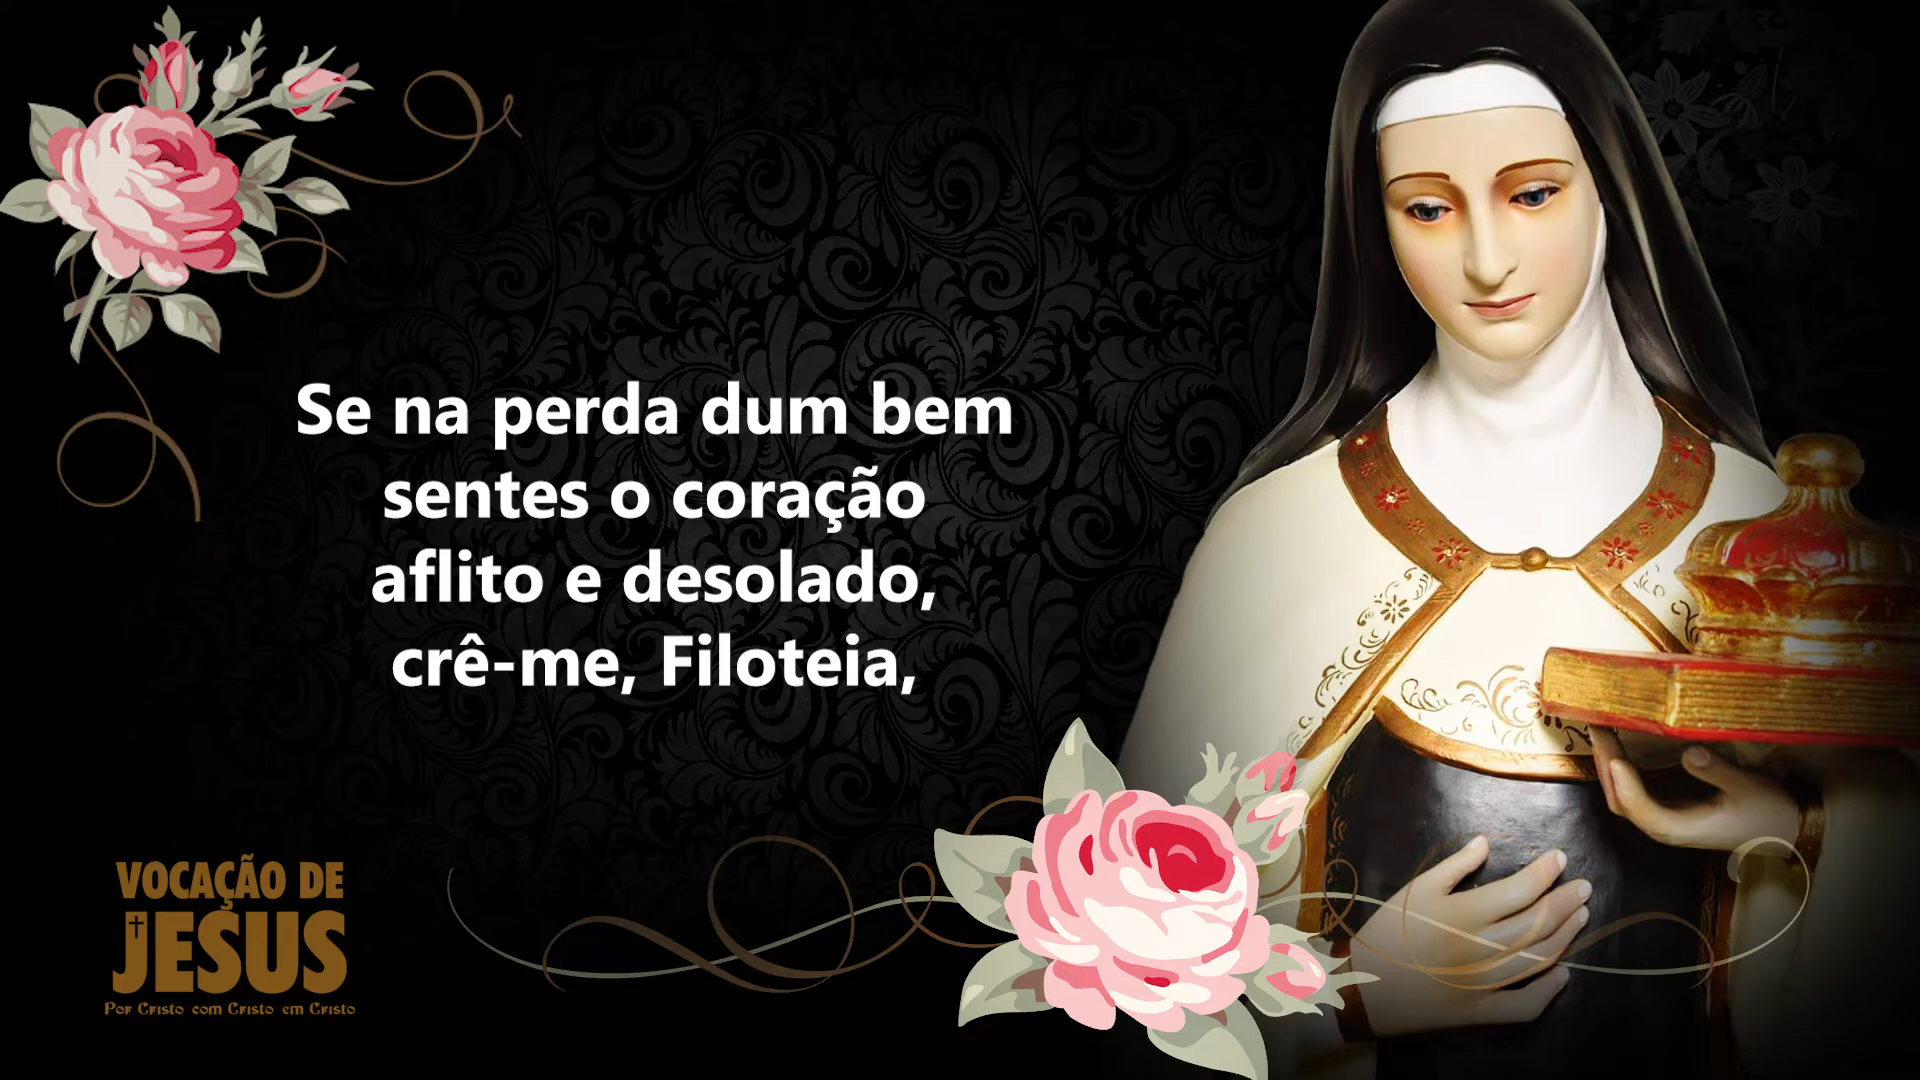 Se na perda dum bem
sentes o coração
aflito e desolado,
crê-me, Filoteia,
VOCAÇÃO DE
JESUS
Por Cristo com Cristo em Cristo